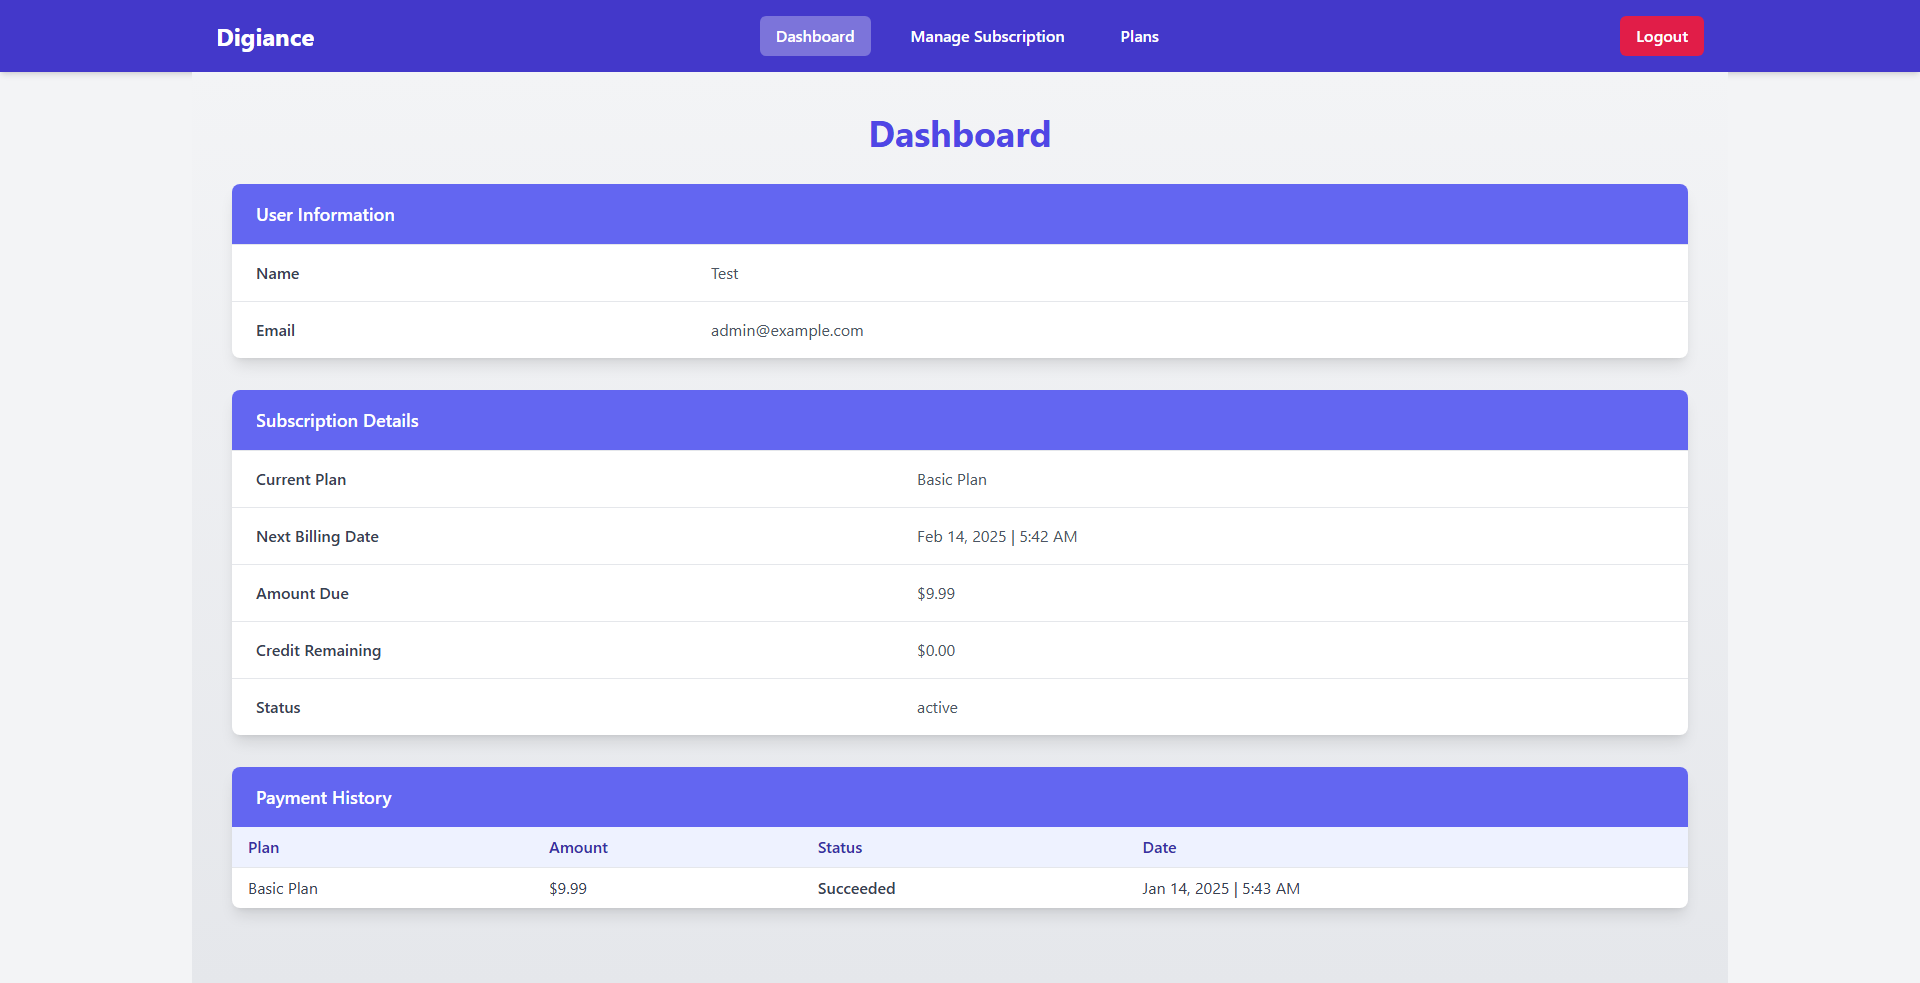 Digiance Dashboard Manage Subscription Plans Logout
Dashboard
User Information
Name Test
Email admin@example.com
Subscription Details
Current Plan Basic Plan
Next Billing Date Feb 14, 2025 | 5:42 AM
Amount Due $9.99
Credit Remaining $0.00
Status active
Payment History
Plan Amount Status Date
Basic Plan $9.99 Succeeded Jan 14, 2025 | 5:43 AM